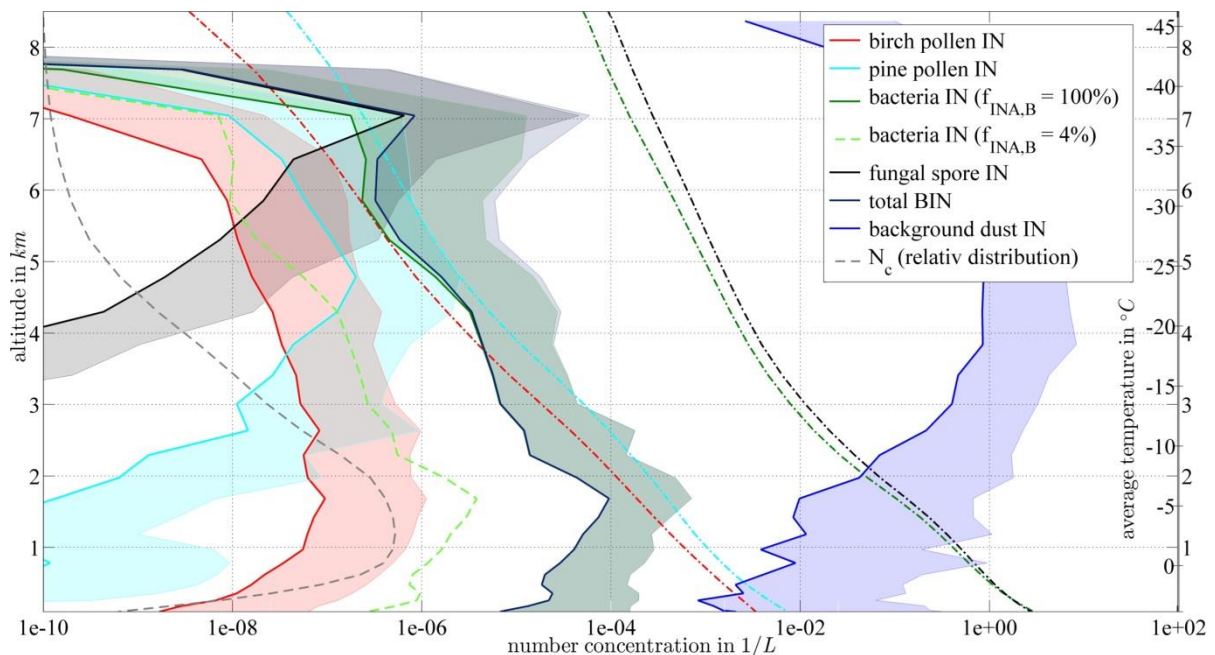 birch pollen IN
pine pollen IN
bacteria IN (f_INA,B = 100%)
bacteria IN (f_INA,B = 4%)
fungal spore IN
total BIN
background dust IN
N_c (relativ distribution)
altitude in km
8
7
6
5
4
3
2
1
1e-10
1e-08
1e-06
1e-04
1e-02
1e+00
1e+02
number concentration in 1/L
average temperature in °C
-45
8
-40
7
-35
6
-30
5
-25
4
-20
-15
3
-10
2
-5
1
0